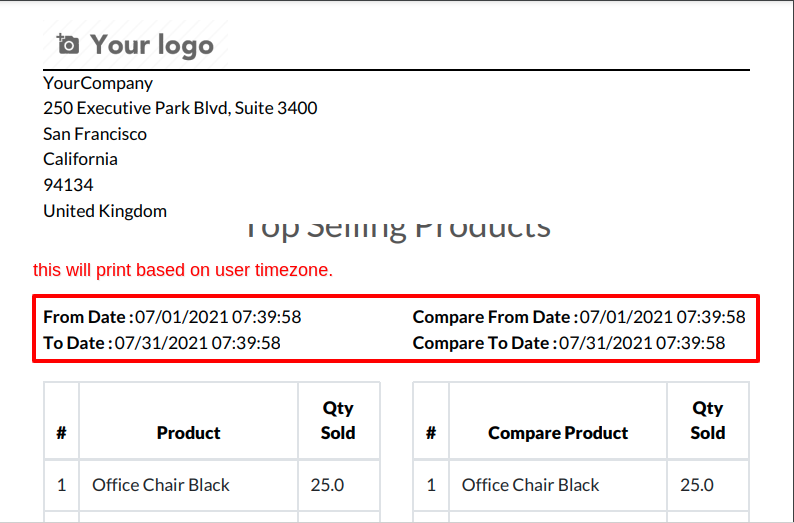 Your logo
YourCompany
250 Executive Park Blvd, Suite 3400
San Francisco
California
94134
United Kingdom
Top Selling Products
this will print based on user timezone.
From Date : 07/01/2021 07:39:58 Compare From Date : 07/01/2021 07:39:58
To Date : 07/31/2021 07:39:58 Compare To Date : 07/31/2021 07:39:58
# Product Qty Sold # Compare Product Qty Sold
1 Office Chair Black 25.0 1 Office Chair Black 25.0